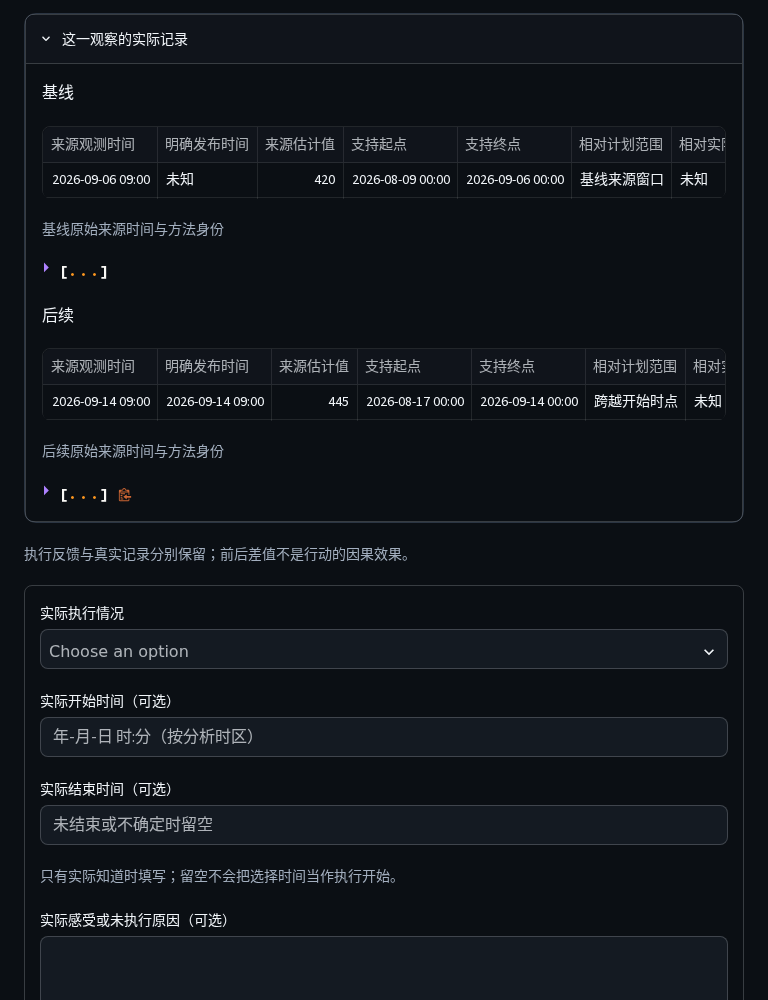 这一观察的实际记录
基线
来源观测时间 明确发布时间 来源估计值 支持起点 支持终点 相对计划范围 相对实
2026-09-06 09:00 未知 420 2026-08-09 00:00 2026-09-06 00:00 基线来源窗口 未知
基线原始来源时间与方法身份
[...]
后续
来源观测时间 明确发布时间 来源估计值 支持起点 支持终点 相对计划范围 相对
2026-09-14 09:00 2026-09-14 09:00 445 2026-08-17 00:00 2026-09-14 00:00 跨越开始时点 未知
后续原始来源时间与方法身份
[...]
执行反馈与真实记录分别保留；前后差值不是行动的因果效果。
实际执行情况
Choose an option
实际开始时间（可选）
年-月-日 时:分（按分析时区）
实际结束时间（可选）
未结束或不确定时留空
只有实际知道时填写；留空不会把选择时间当作执行开始。
实际感受或未执行原因（可选）